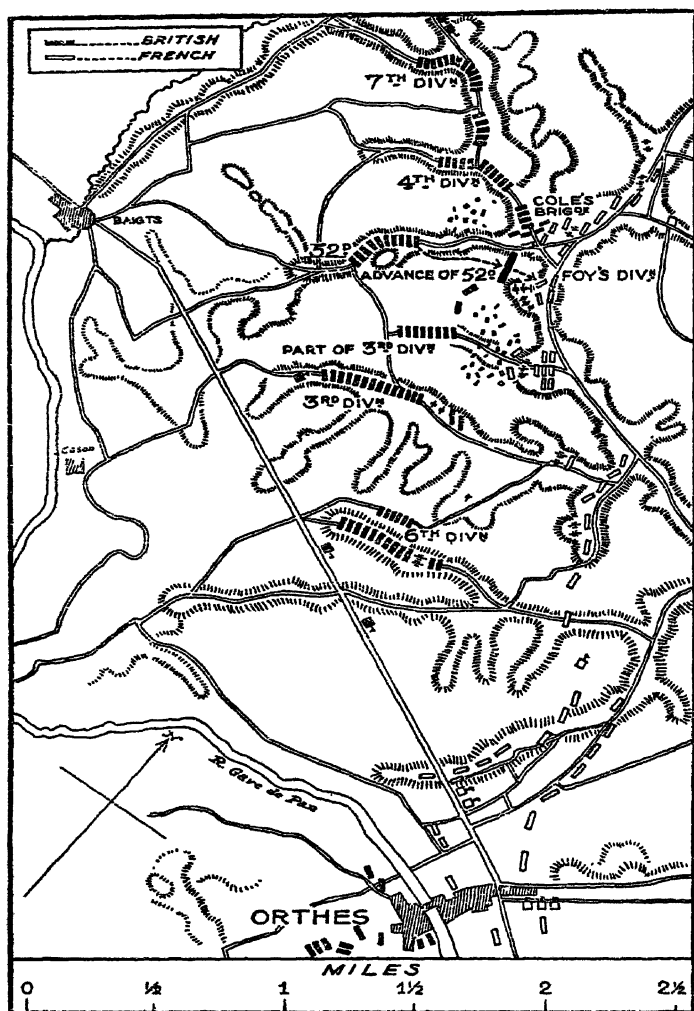 BRITISH
FRENCH
7TH DIVN
4TH DIVN
COLE'S
BRIGDE
BAIGTS
52D
ADVANCE OF 52D
FOY'S DIVN
PART OF 3RD DIVN
3RD DIVN
6TH DIVN
R. Gave de Pau
ORTHES
MILES
0 ½ 1 1½ 2 2½